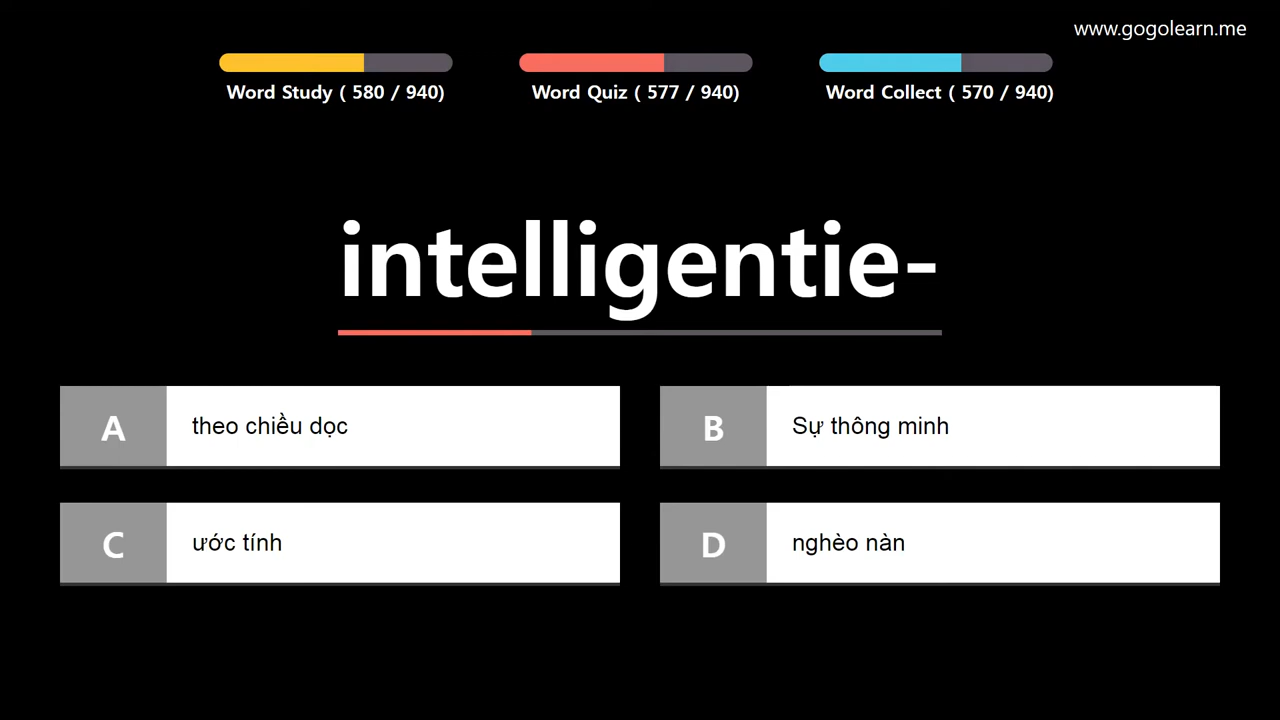 www.gogolearn.me
Word Study ( 580 / 940)
Word Quiz ( 577 / 940)
Word Collect ( 570 / 940)
intelligentie-
A
theo chiều dọc
B
Sự thông minh
C
ước tính
D
nghèo nàn